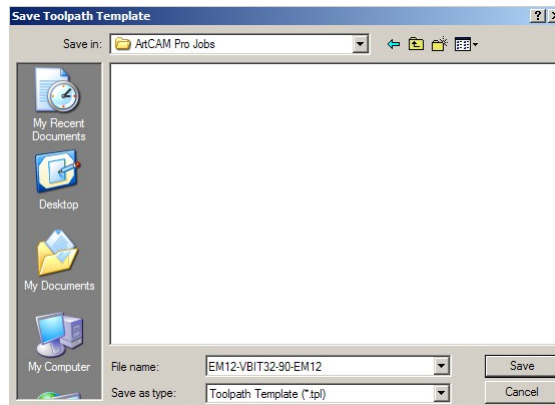 Save Toolpath Template
Save in: ArtCAM Pro Jobs
My Recent
Documents
Desktop
My Documents
My Computer
File name: EM12-VBIT32-90-EM12 Save
Save as type: Toolpath Template (*.tpl) Cancel